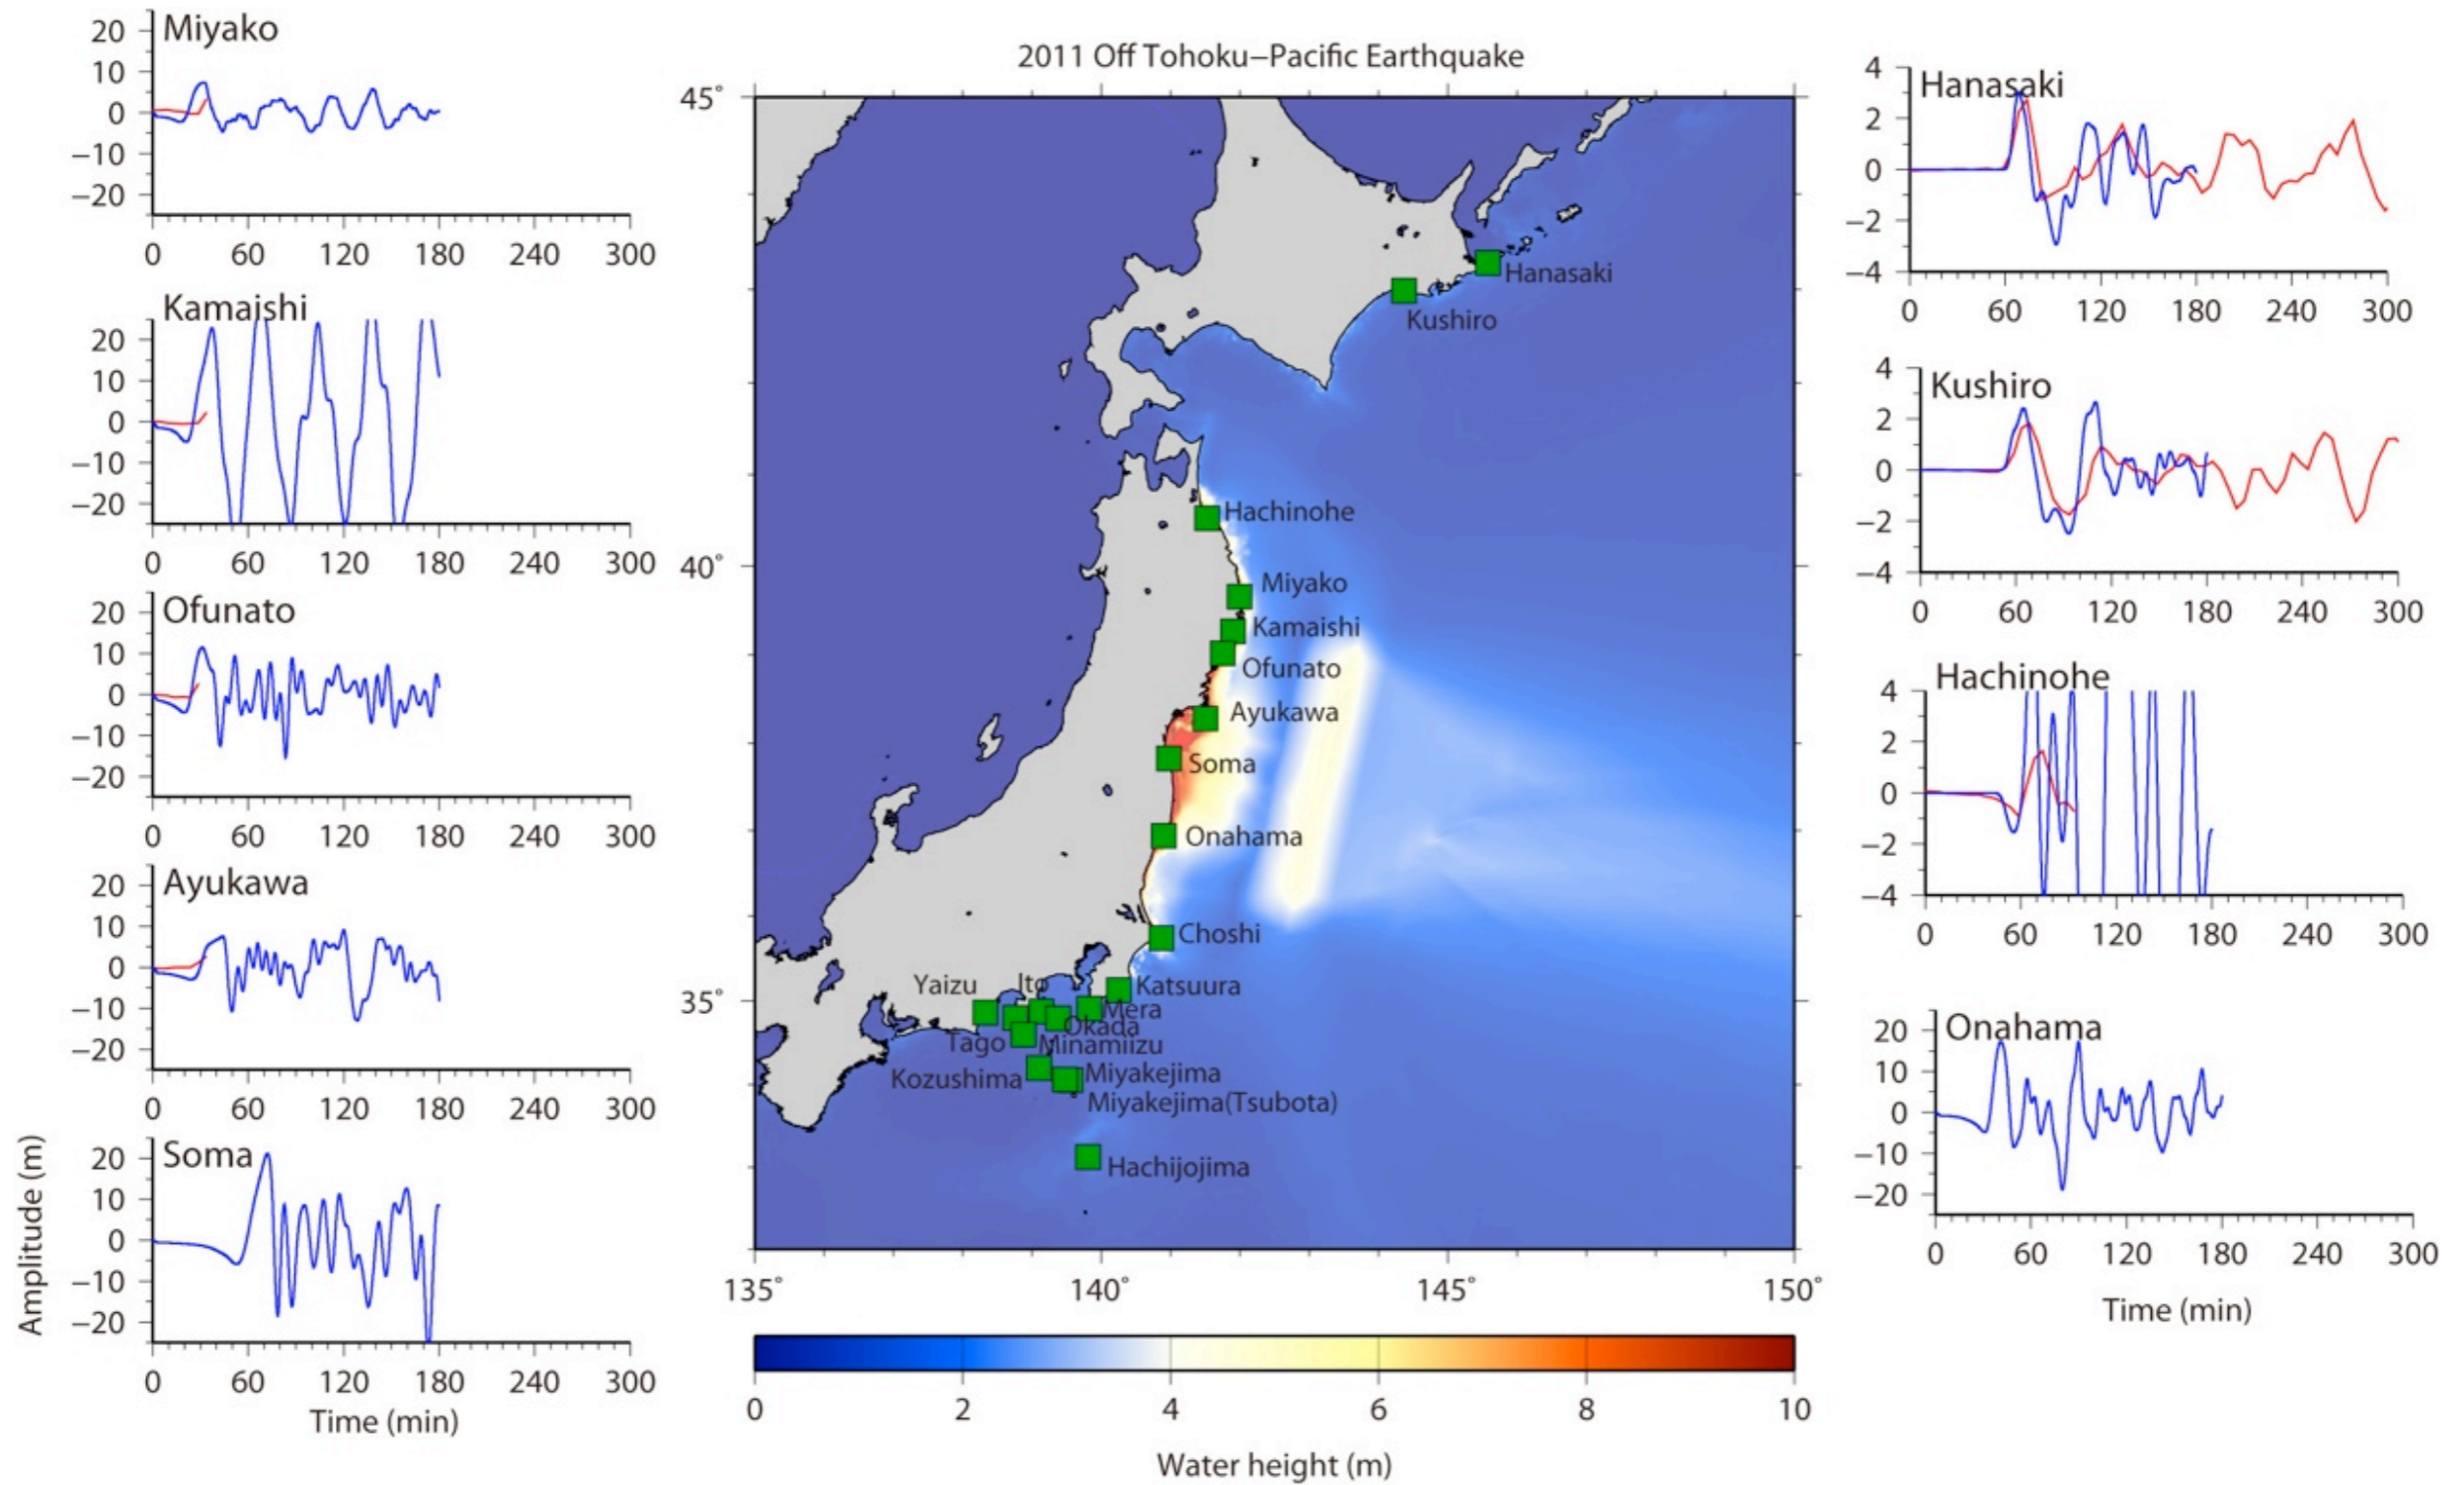 Miyako
20
10
0
−10
−20
0 60 120 180 240 300
Kamaishi
20
10
0
−10
−20
0 60 120 180 240 300
Ofunato
20
10
0
−10
−20
0 60 120 180 240 300
Ayukawa
20
10
0
−10
−20
0 60 120 180 240 300
Soma
20
10
0
−10
−20
0 60 120 180 240 300
Amplitude (m)
Time (min)
2011 Off Tohoku−Pacific Earthquake
45°
40°
35°
135° 140° 145° 150°
Hanasaki
Kushiro
Hachinohe
Miyako
Kamaishi
Ofunato
Ayukawa
Soma
Onahama
Choshi
Yaizu Ito Katsuura
Mera
Okada
Tago Minamiizu
Kozushima Miyakejima
Miyakejima(Tsubota)
Hachijojima
0 2 4 6 8 10
Water height (m)
Hanasaki
4
2
0
−2
−4
0 60 120 180 240 300
Kushiro
4
2
0
−2
−4
0 60 120 180 240 300
Hachinohe
4
2
0
−2
−4
0 60 120 180 240 300
Onahama
20
10
0
−10
−20
0 60 120 180 240 300
Time (min)